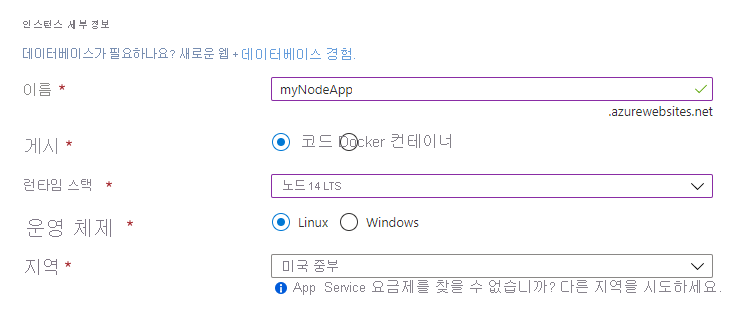 인스턴스 세부 정보
데이터베이스가 필요하나요? 새로운 웹 + 데이터베이스 경험.
이름 * myNodeApp
.azurewebsites.net
게시 * 코드 Docker 컨테이너
런타임 스택 * 노드 14 LTS
운영 체제 * Linux Windows
지역 * 미국 중부
App Service 요금제를 찾을 수 없습니까? 다른 지역을 시도하세요.